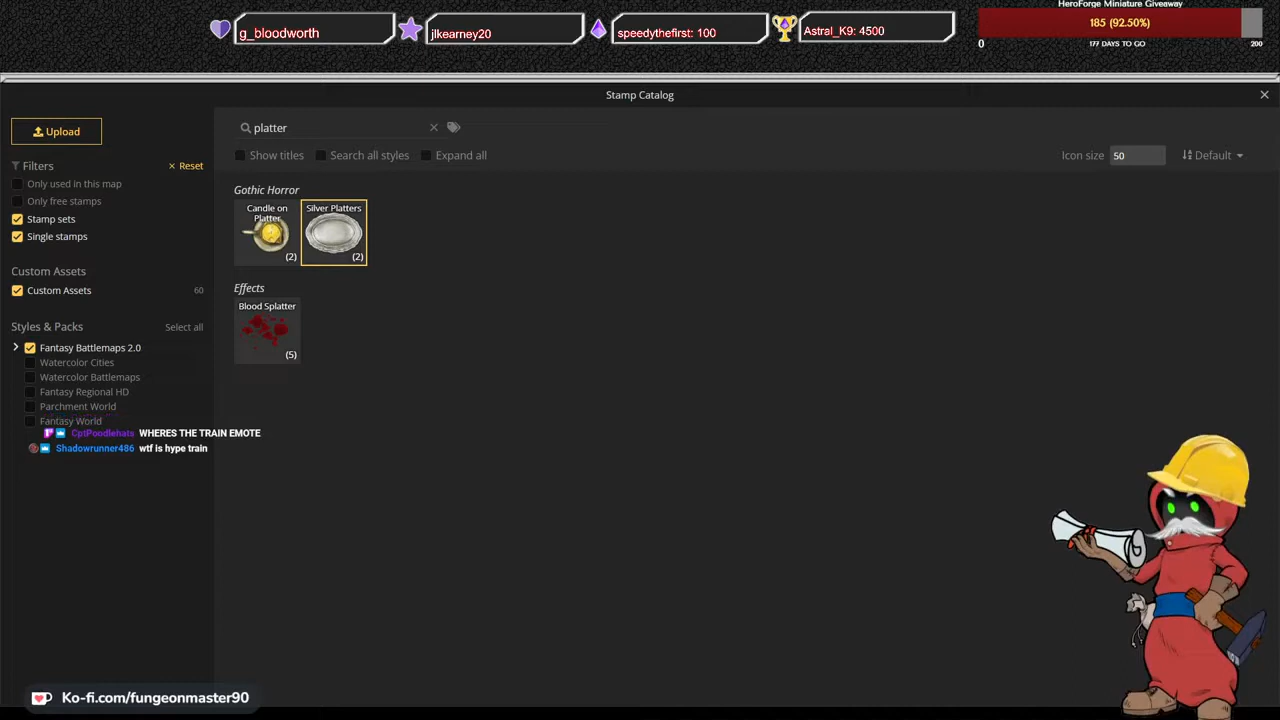 HeroForge Miniature Giveaway
g_bloodworth
jlkearney20
speedythefirst: 100
Astral_K9: 4500
185 (92.50%)
0
177 DAYS TO GO
200
Stamp Catalog
Upload
platter
Show titles
Search all styles
Expand all
Icon size
50
Default
Filters
Reset
Only used in this map
Only free stamps
Stamp sets
Single stamps
Custom Assets
Custom Assets
60
Styles & Packs
Select all
Fantasy Battlemaps 2.0
Watercolor Cities
Watercolor Battlemaps
Fantasy Regional HD
Parchment World
Fantasy World
CptPoodlehats WHERES THE TRAIN EMOTE
Shadowrunner486 wtf is hype train
Gothic Horror
Candle on
Platter
(2)
Silver Platters
(2)
Effects
Blood Splatter
(5)
Ko-fi.com/fungeonmaster90